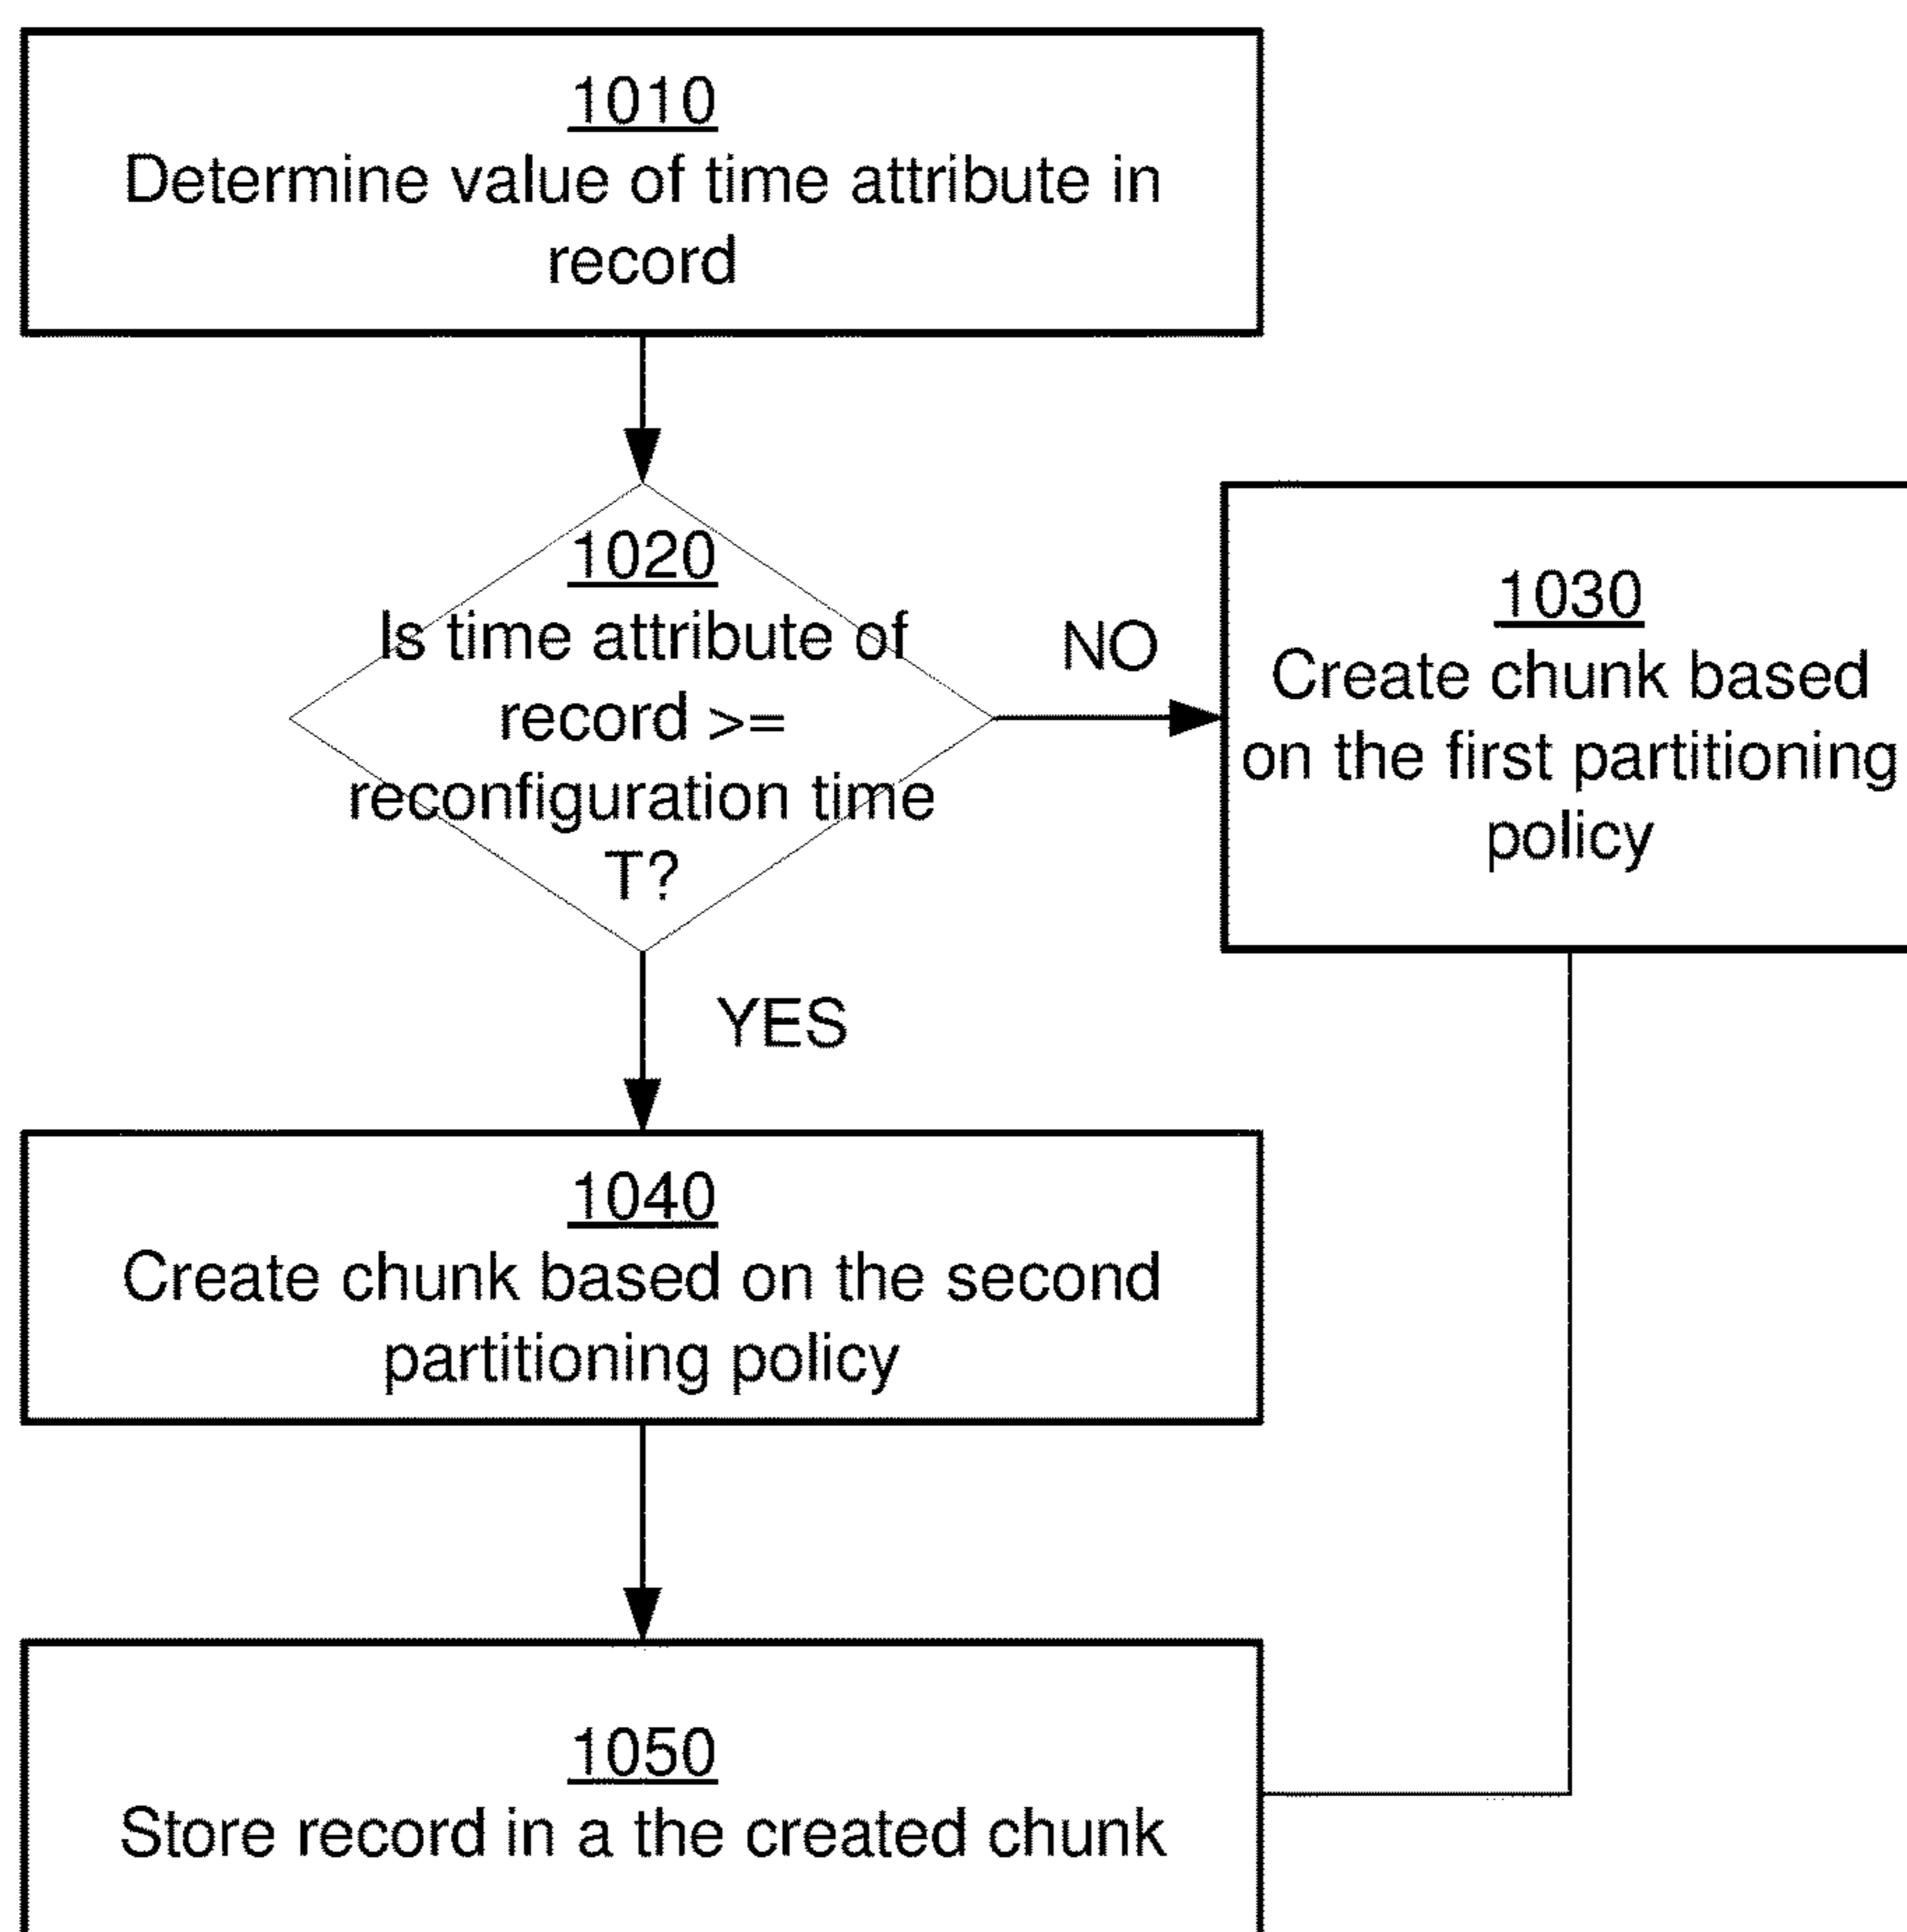 1010
Determine value of time attribute in
record
1020
Is time attribute of
record >=
reconfiguration time
T?
NO
1030
Create chunk based
on the first partitioning
policy
YES
1040
Create chunk based on the second
partitioning policy
1050
Store record in a the created chunk